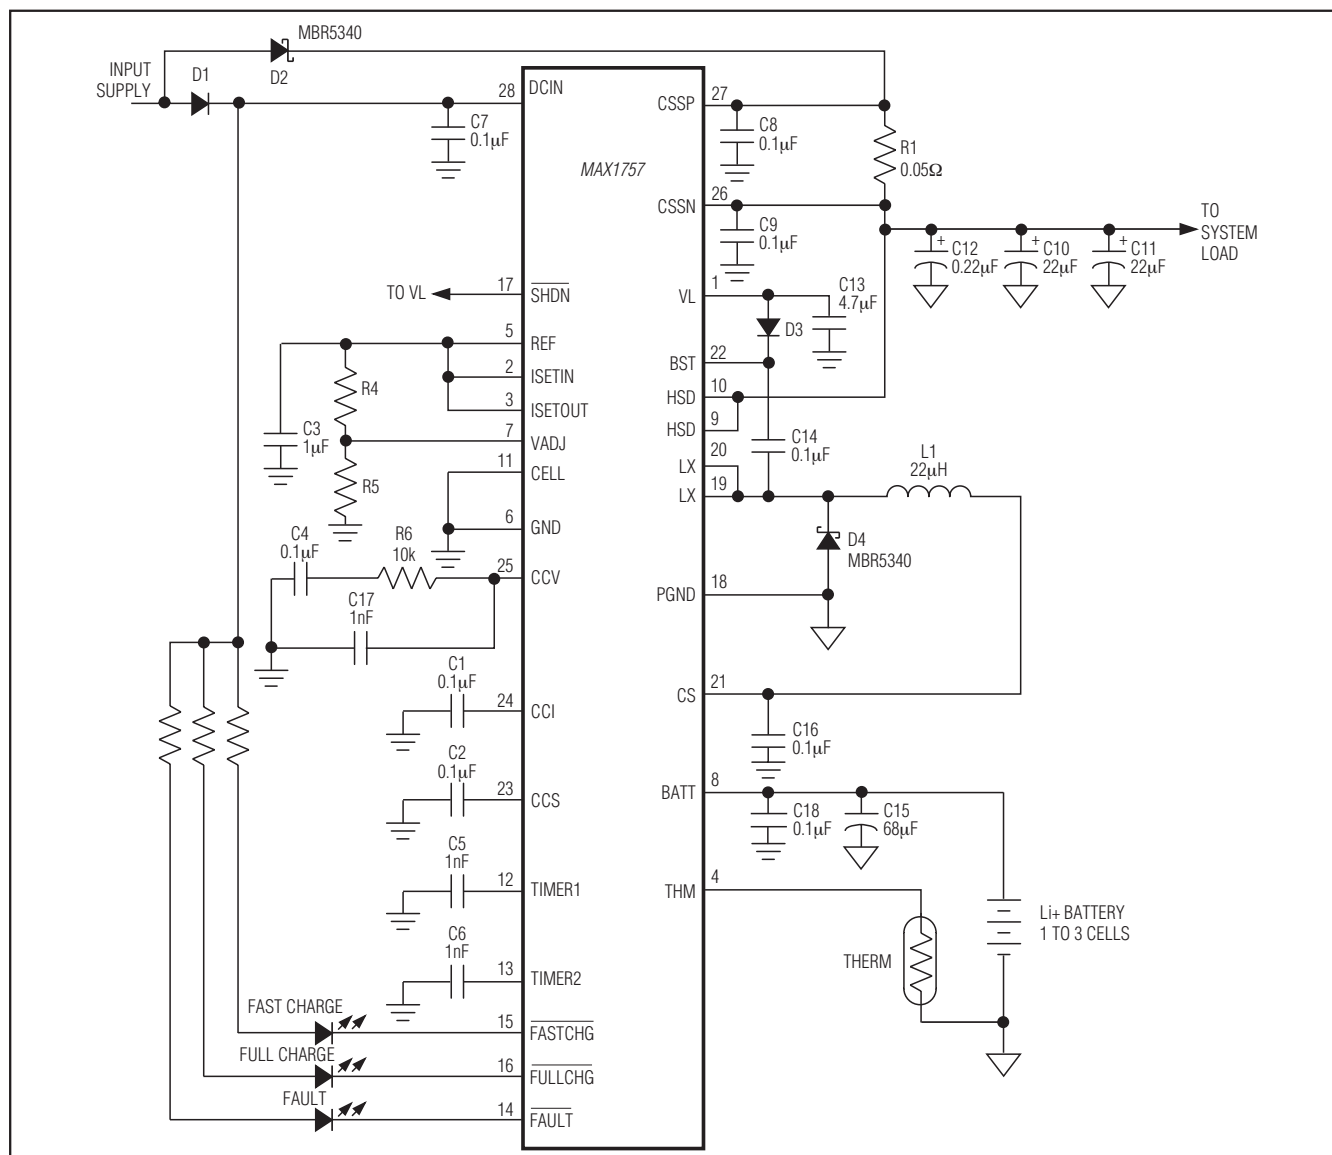 MBR5340
D2
INPUT
SUPPLY
D1
28
DCIN
C7
0.1µF
MAX1757
27
CSSP
C8
0.1µF
R1
0.05Ω
26
CSSN
C9
0.1µF
TO
SYSTEM
LOAD
+
C12
0.22µF
+
C10
22µF
+
C11
22µF
TO VL
17
SHDN
1
VL
C13
4.7µF
D3
5
REF
2
ISETIN
3
ISETOUT
7
VADJ
11
CELL
6
GND
R4
R5
C3
1µF
22
BST
10
HSD
9
HSD
20
LX
19
LX
C14
0.1µF
L1
22µH
D4
MBR5340
18
PGND
C4
0.1µF
R6
10k
25
CCV
C17
1nF
C1
0.1µF
24
CCI
21
CS
C16
0.1µF
C2
0.1µF
23
CCS
8
BATT
C18
0.1µF
C15
68µF
C5
1nF
12
TIMER1
4
THM
THERM
Li+ BATTERY
1 TO 3 CELLS
C6
1nF
13
TIMER2
FAST CHARGE
15
FASTCHG
FULL CHARGE
16
FULLCHG
FAULT
14
FAULT